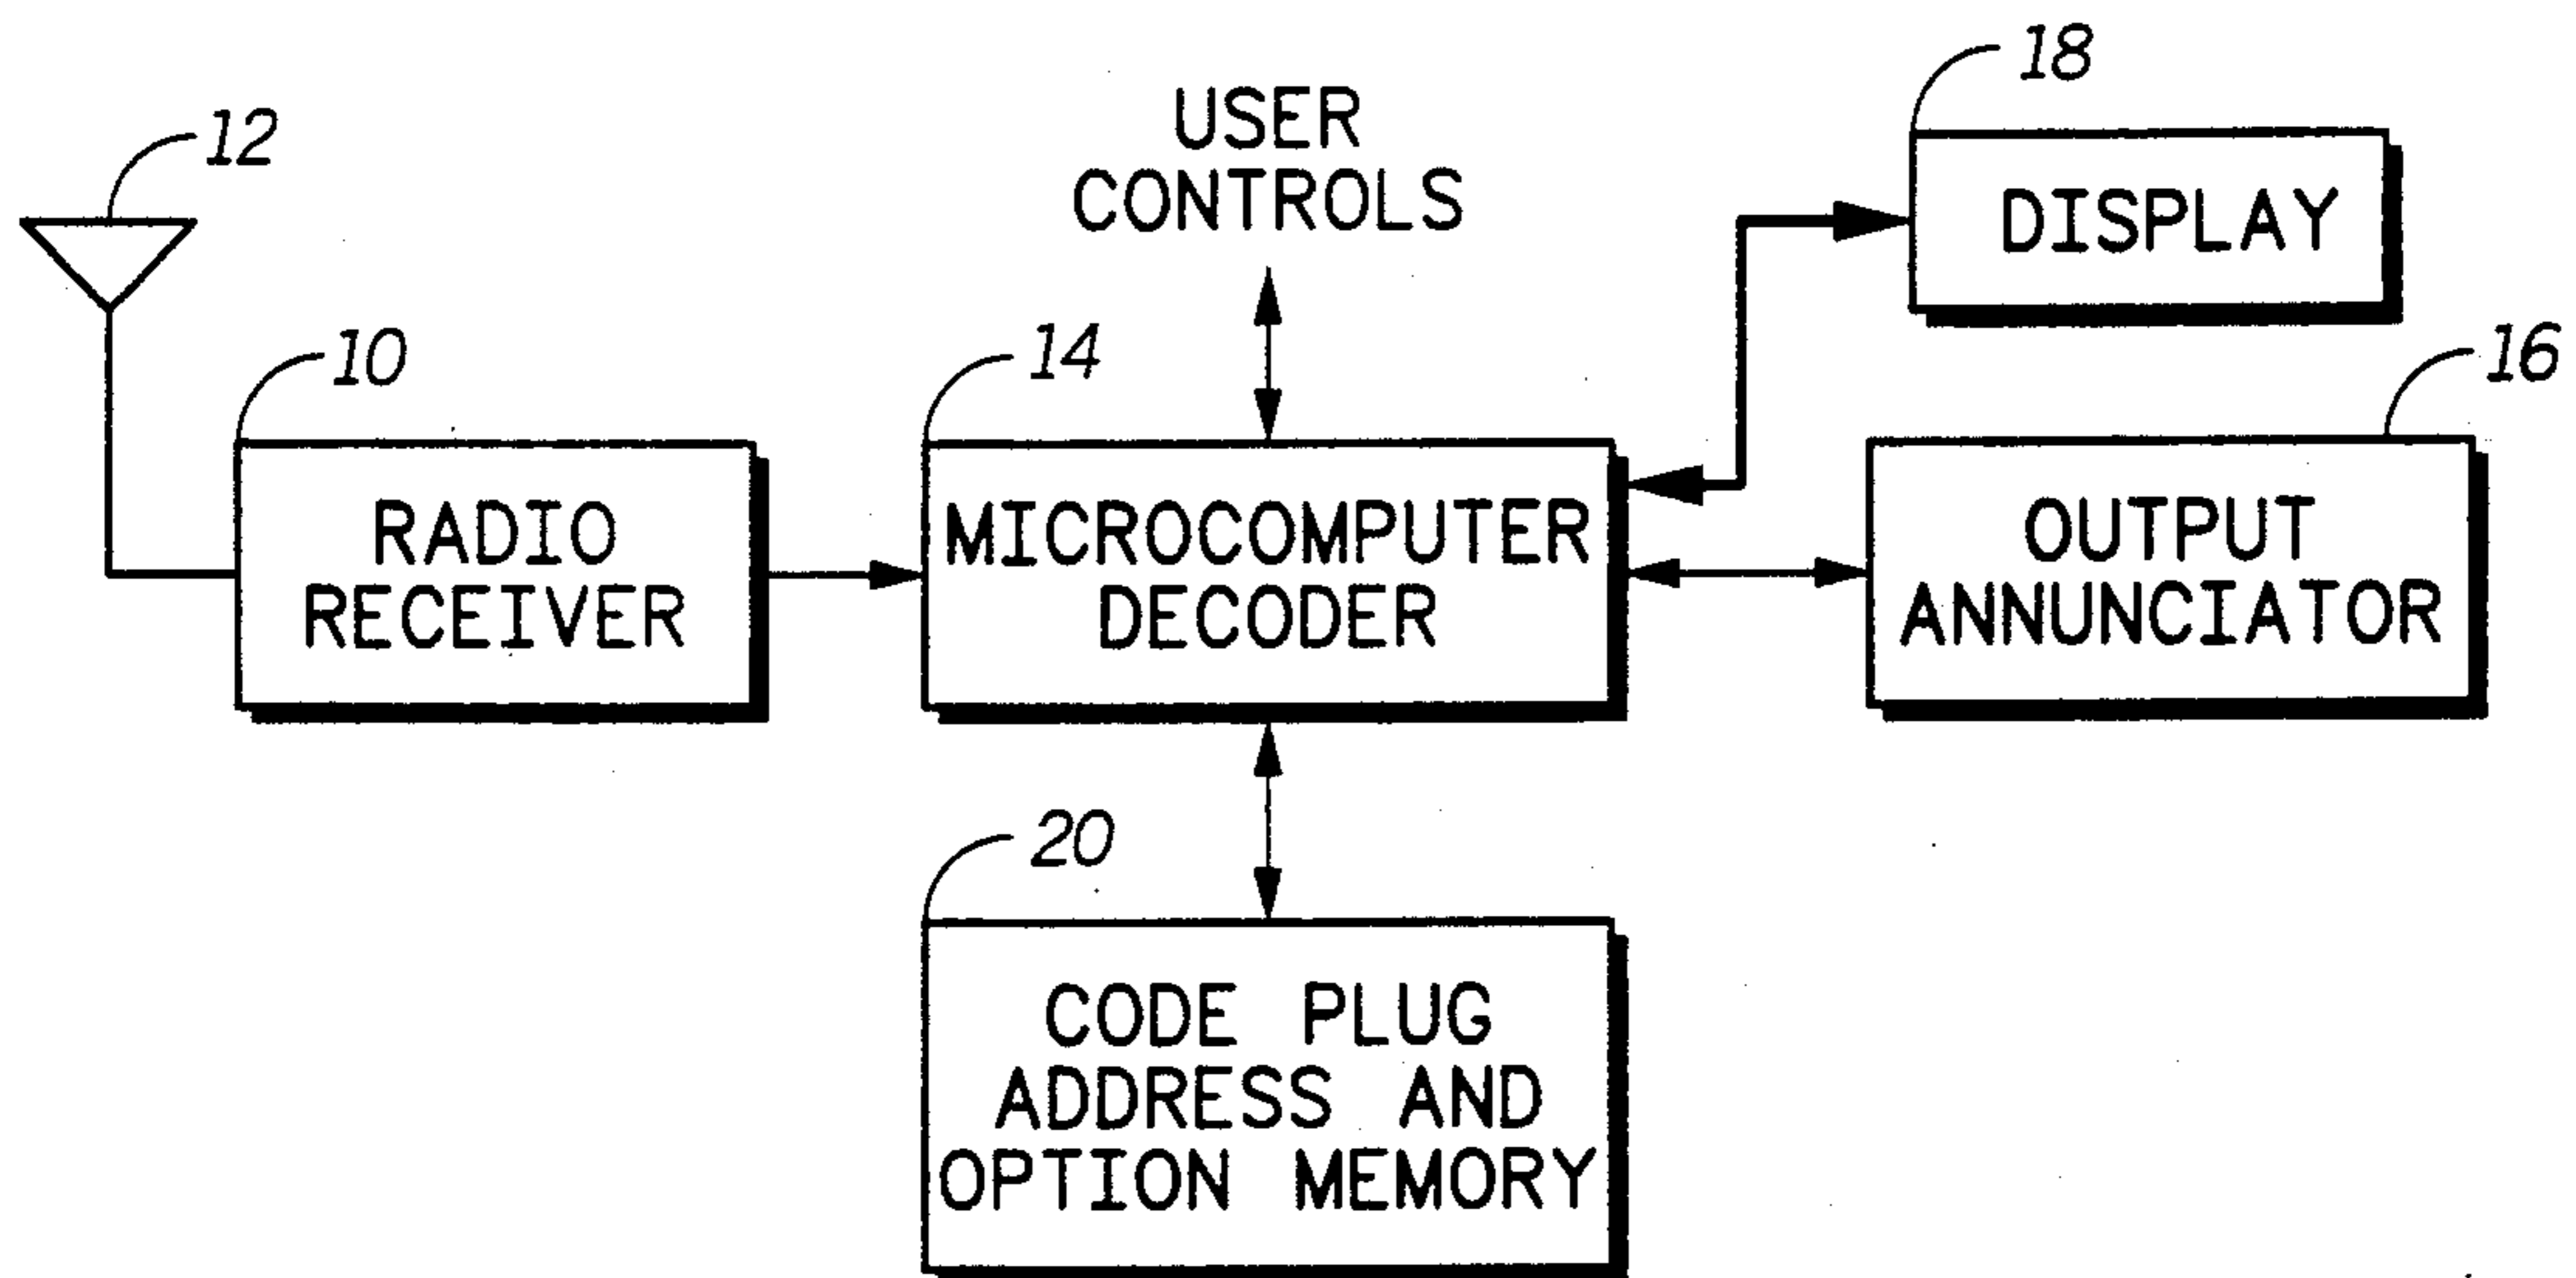 12
USER
CONTROLS
18
DISPLAY
10
RADIO
RECEIVER
14
MICROCOMPUTER
DECODER
16
OUTPUT
ANNUNCIATOR
20
CODE PLUG
ADDRESS AND
OPTION MEMORY